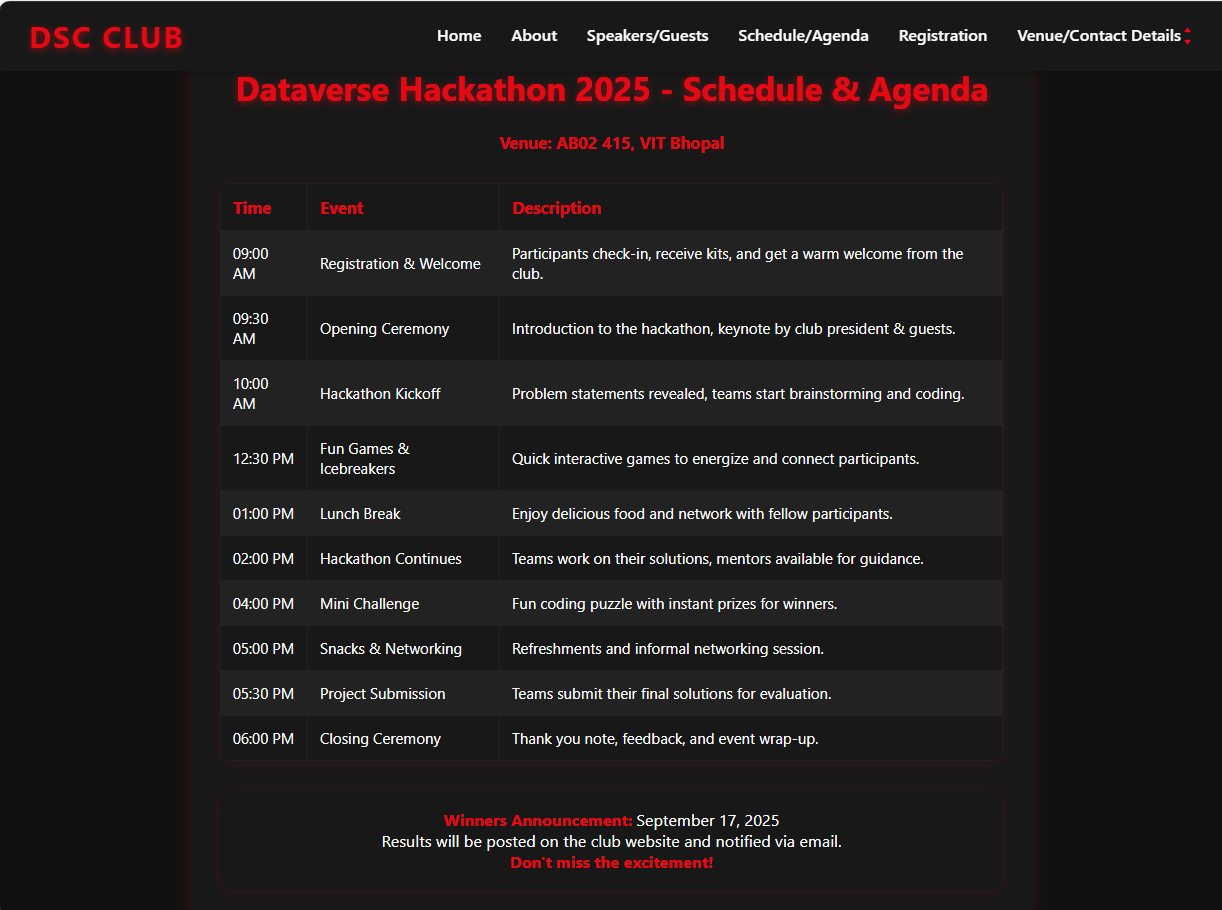 DSC CLUB
Home About Speakers/Guests Schedule/Agenda Registration Venue/Contact Details
Dataverse Hackathon 2025 - Schedule & Agenda
Venue: AB02 415, VIT Bhopal
Time Event Description
09:00
AM
Registration & Welcome
Participants check-in, receive kits, and get a warm welcome from the
club.
09:30
AM
Opening Ceremony
Introduction to the hackathon, keynote by club president & guests.
10:00
AM
Hackathon Kickoff
Problem statements revealed, teams start brainstorming and coding.
12:30 PM
Fun Games &
Icebreakers
Quick interactive games to energize and connect participants.
01:00 PM Lunch Break Enjoy delicious food and network with fellow participants.
02:00 PM Hackathon Continues Teams work on their solutions, mentors available for guidance.
04:00 PM Mini Challenge Fun coding puzzle with instant prizes for winners.
05:00 PM Snacks & Networking Refreshments and informal networking session.
05:30 PM Project Submission Teams submit their final solutions for evaluation.
06:00 PM Closing Ceremony Thank you note, feedback, and event wrap-up.
Winners Announcement: September 17, 2025
Results will be posted on the club website and notified via email.
Don't miss the excitement!